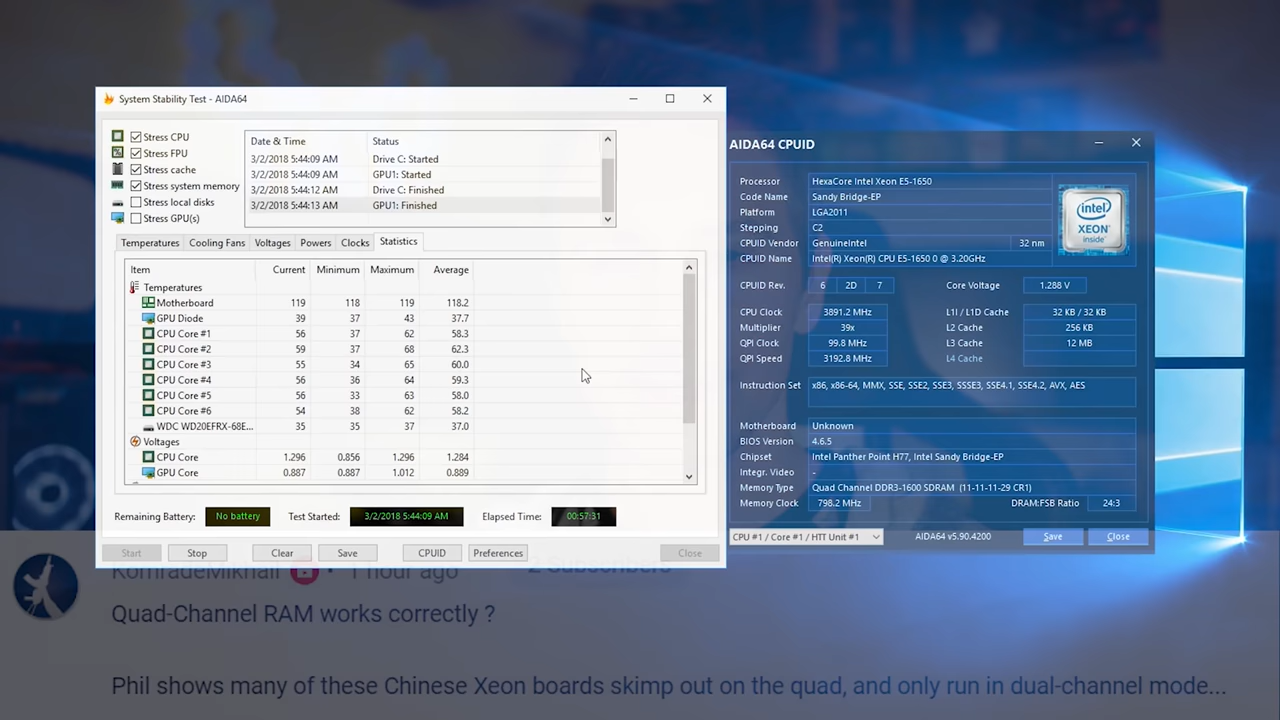 System Stability Test - AIDA64
Stress CPU
Stress FPU
Stress cache
Stress system memory
Stress local disks
Stress GPU(s)
Date & Time Status
3/2/2018 5:44:09 AM Drive C: Started
3/2/2018 5:44:09 AM GPU1: Started
3/2/2018 5:44:12 AM Drive C: Finished
3/2/2018 5:44:13 AM GPU1: Finished
Temperatures Cooling Fans Voltages Powers Clocks Statistics
Item Current Minimum Maximum Average
Temperatures
Motherboard 119 118 119 118.2
GPU Diode 39 37 43 37.7
CPU Core #1 56 37 62 58.3
CPU Core #2 59 37 68 62.3
CPU Core #3 55 34 65 60.0
CPU Core #4 56 36 64 59.3
CPU Core #5 56 33 63 58.0
CPU Core #6 54 38 62 58.2
WDC WD20EFRX-68E... 35 35 37 37.0
Voltages
CPU Core 1.296 0.856 1.296 1.284
GPU Core 0.887 0.887 1.012 0.889
Remaining Battery: No battery Test Started: 3/2/2018 5:44:09 AM Elapsed Time: 00:57:31
Start Stop Clear Save CPUID Preferences Close
AIDA64 CPUID
Processor HexaCore Intel Xeon E5-1650
Code Name Sandy Bridge-EP
Platform LGA2011
Stepping C2
CPUID Vendor GenuineIntel 32 nm
CPUID Name Intel(R) Xeon(R) CPU E5-1650 0 @ 3.20GHz
intel
XEON
inside
CPUID Rev. 6 2D 7 Core Voltage 1.288 V
CPU Clock 3891.2 MHz L1I / L1D Cache 32 KB / 32 KB
Multiplier 39x L2 Cache 256 KB
QPI Clock 99.8 MHz L3 Cache 12 MB
QPI Speed 3192.8 MHz L4 Cache
Instruction Set x86, x86-64, MMX, SSE, SSE2, SSE3, SSSE3, SSE4.1, SSE4.2, AVX, AES
Motherboard Unknown
BIOS Version 4.6.5
Chipset Intel Panther Point H77, Intel Sandy Bridge-EP
Integr. Video -
Memory Type Quad Channel DDR3-1600 SDRAM (11-11-11-29 CR1)
Memory Clock 798.2 MHz DRAM:FSB Ratio 24:3
CPU #1 / Core #1 / HTT Unit #1 AIDA64 v5.90.4200 Save Close
KomradeMikhail • 1 hour ago
2 Subscribers
Quad-Channel RAM works correctly ?
Phil shows many of these Chinese Xeon boards skimp out on the quad, and only run in dual-channel mode...